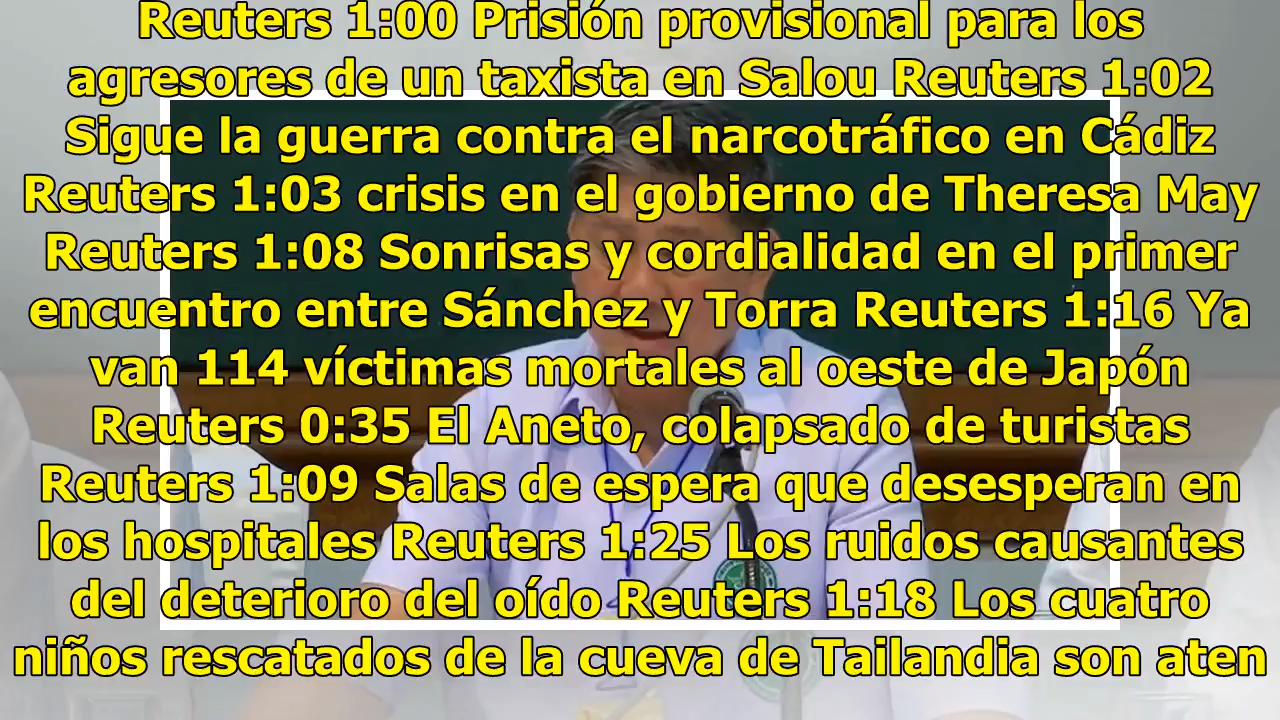 Reuters 1:00 Prisión provisional para los
agresores de un taxista en Salou Reuters 1:02
Sigue la guerra contra el narcotráfico en Cádiz
Reuters 1:03 crisis en el gobierno de Theresa May
Reuters 1:08 Sonrisas y cordialidad en el primer
encuentro entre Sánchez y Torra Reuters 1:16 Ya
van 114 víctimas mortales al oeste de Japón
Reuters 0:35 El Aneto, colapsado de turistas
Reuters 1:09 Salas de espera que desesperan en
los hospitales Reuters 1:25 Los ruidos causantes
del deterioro del oído Reuters 1:18 Los cuatro
niños rescatados de la cueva de Tailandia son aten